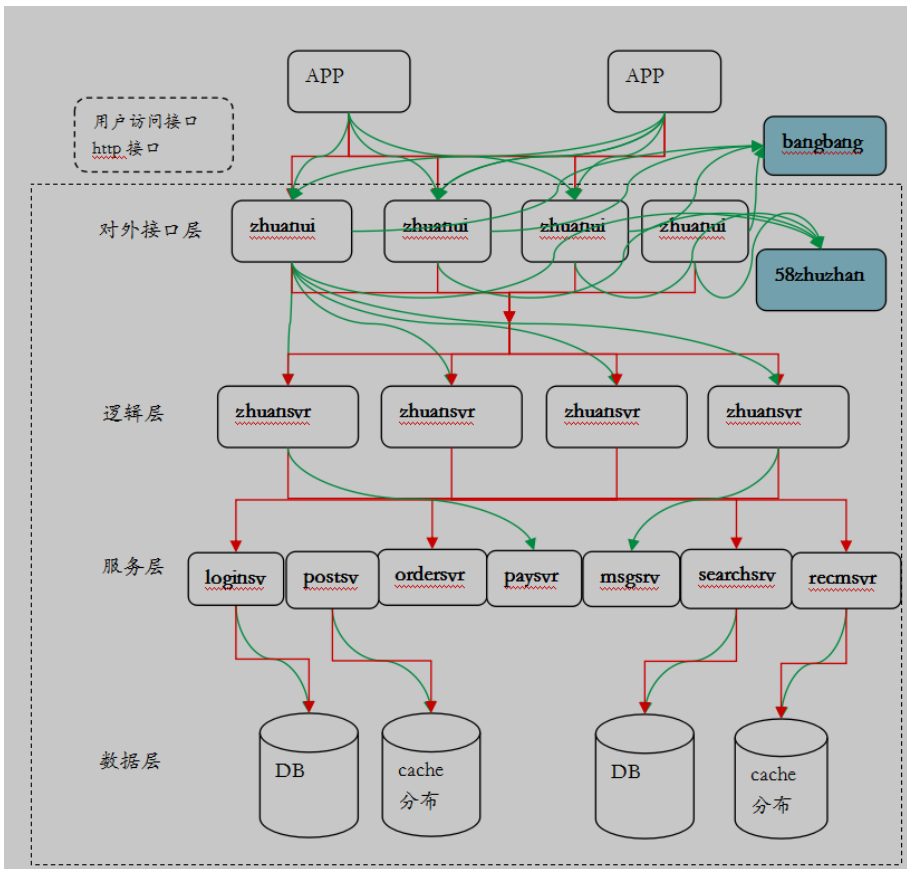 APP
APP
用户访问接口
http 接口
bangbang
对外接口层
zhuanui
zhuanui
zhuanui
zhuanui
58zhuzhan
逻辑层
zhuansvr
zhuansvr
zhuansvr
zhuansvr
服务层
loginsv
postsv
ordersvr
paysvr
msgsrv
searchsrv
recmsvr
数据层
DB
cache
分布
DB
cache
分布